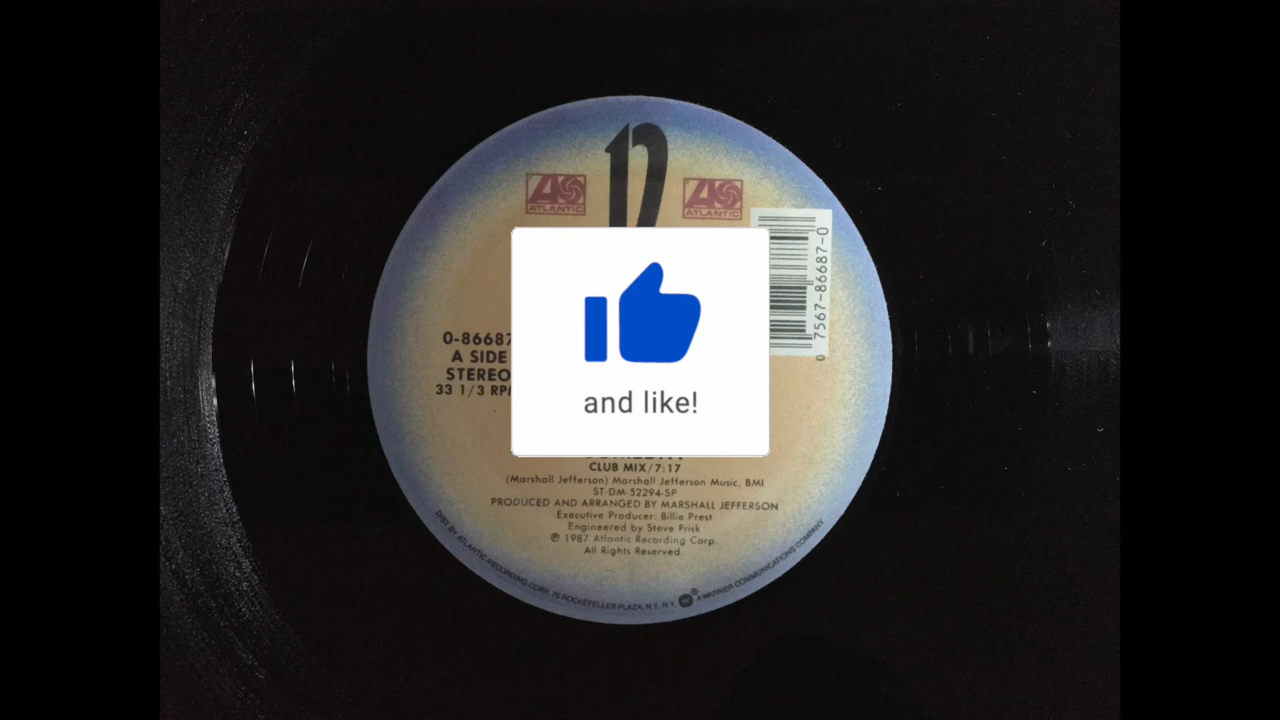 12
ATLANTIC
ATLANTIC
0 7567-86687-0
0-86687
A SIDE
STEREO
33 1/3
and like!
CLUB MIX/7:17
(Marshall Jefferson) Marshall Jefferson Music, BMI
ST-DM-52294-SP
PRODUCED AND ARRANGED BY MARSHALL JEFFERSON
Executive Producer: Billie Prest
Engineered by Steve Frisk
℗ 1987 Atlantic Recording Corp.
All Rights Reserved.
DIST. BY ATLANTIC RECORDING CORP., 75 ROCKEFELLER PLAZA, N.Y., N.Y. ® A WARNER COMMUNICATIONS COMPANY